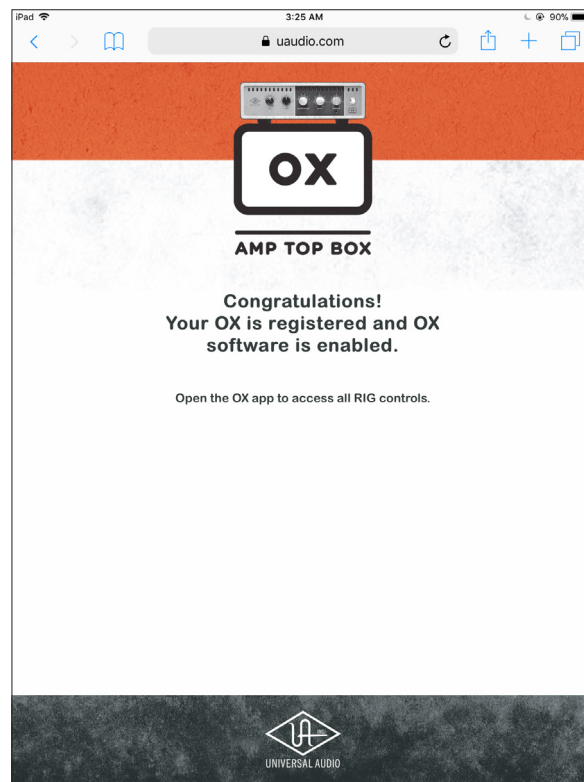 iPad 3:25 AM 90%
uaudio.com
OX
AMP TOP BOX
Congratulations!
Your OX is registered and OX
software is enabled.
Open the OX app to access all RIG controls.
UA
UNIVERSAL AUDIO